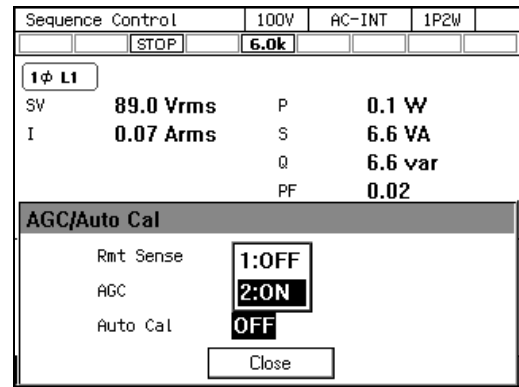 Sequence Control 100V AC-INT 1P2W
STOP 6.0k
1φ L1
SV 89.0 Vrms P 0.1 W
I 0.07 Arms S 6.6 VA
Q 6.6 var
PF 0.02
AGC/Auto Cal
Rmt Sense 1:OFF
AGC 2:ON
Auto Cal OFF
Close